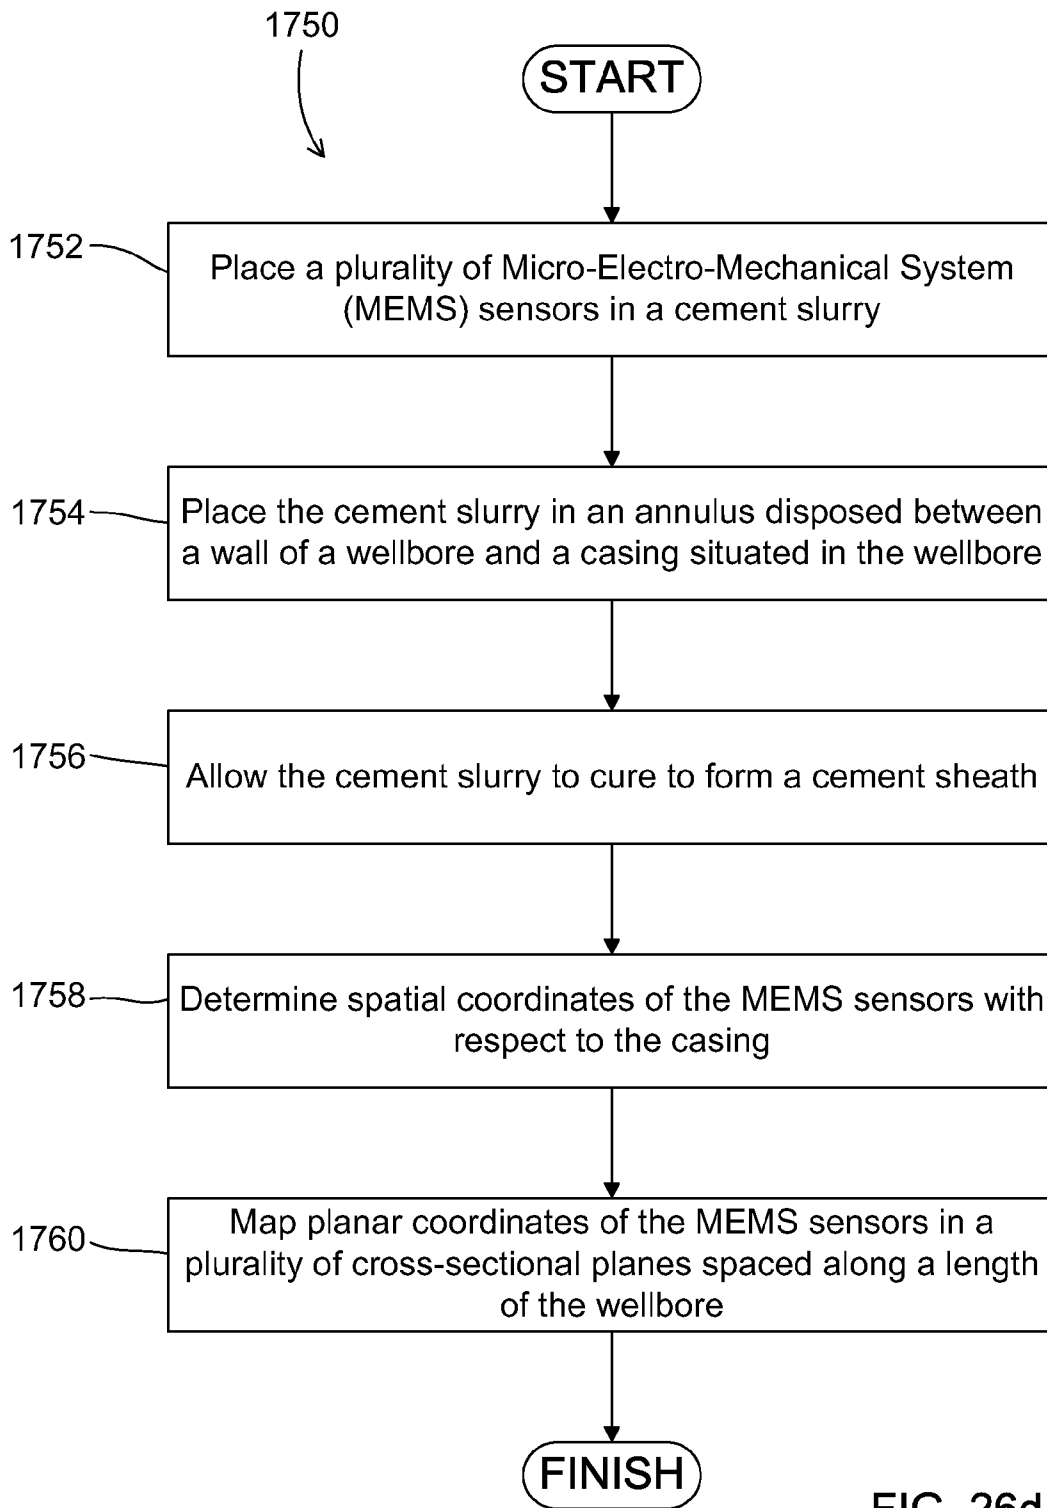 1750
START
1752
Place a plurality of Micro-Electro-Mechanical System
(MEMS) sensors in a cement slurry
1754
Place the cement slurry in an annulus disposed between
a wall of a wellbore and a casing situated in the wellbore
1756
Allow the cement slurry to cure to form a cement sheath
1758
Determine spatial coordinates of the MEMS sensors with
respect to the casing
1760
Map planar coordinates of the MEMS sensors in a
plurality of cross-sectional planes spaced along a length
of the wellbore
FINISH
FIG. 26d